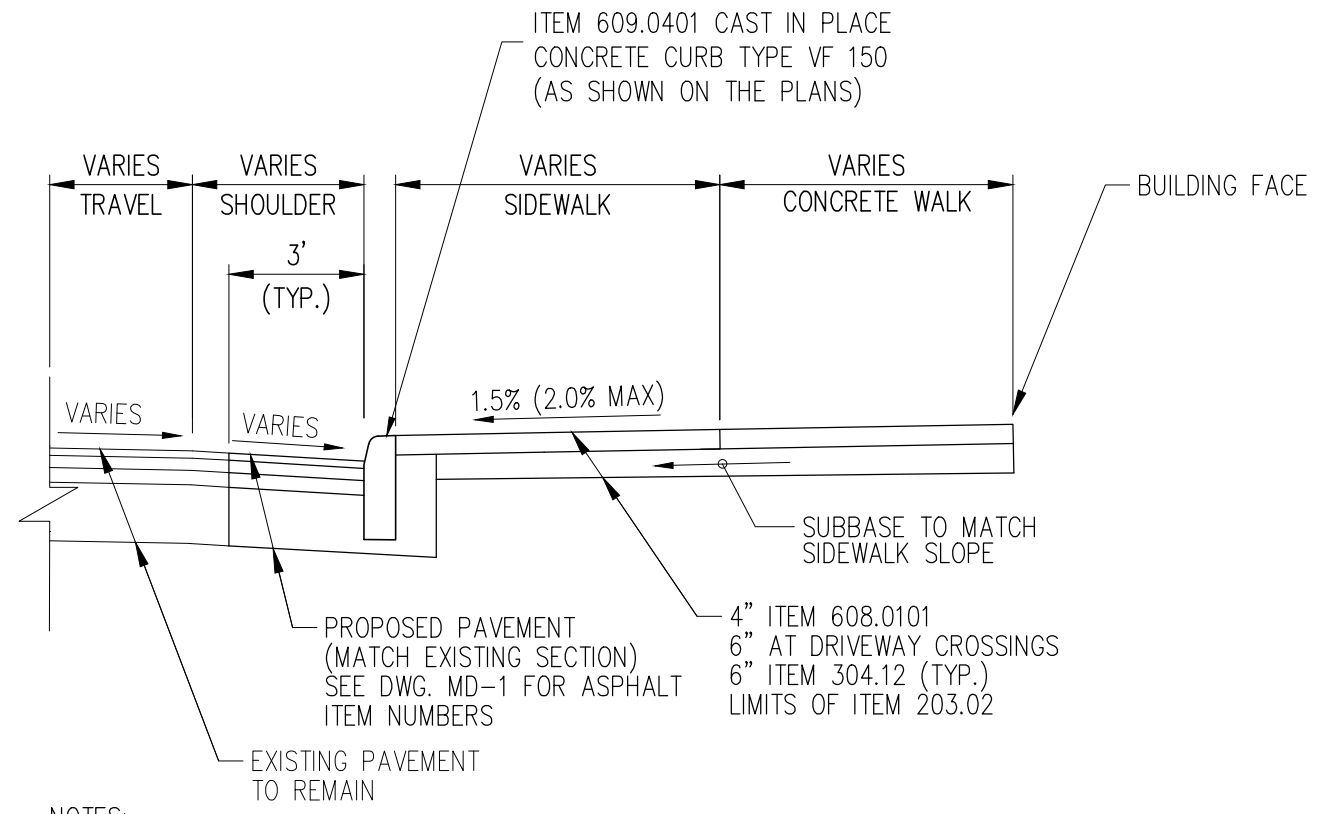 ITEM 609.0401 CAST IN PLACE
CONCRETE CURB TYPE VF 150
(AS SHOWN ON THE PLANS)
VARIES
TRAVEL
VARIES
SHOULDER
VARIES
SIDEWALK
VARIES
CONCRETE WALK
BUILDING FACE
3'
(TYP.)
1.5% (2.0% MAX)
VARIES
VARIES
SUBBASE TO MATCH
SIDEWALK SLOPE
4" ITEM 608.0101
6" AT DRIVEWAY CROSSINGS
6" ITEM 304.12 (TYP.)
LIMITS OF ITEM 203.02
PROPOSED PAVEMENT
(MATCH EXISTING SECTION)
SEE DWG. MD-1 FOR ASPHALT
ITEM NUMBERS
EXISTING PAVEMENT
TO REMAIN
NOTES: